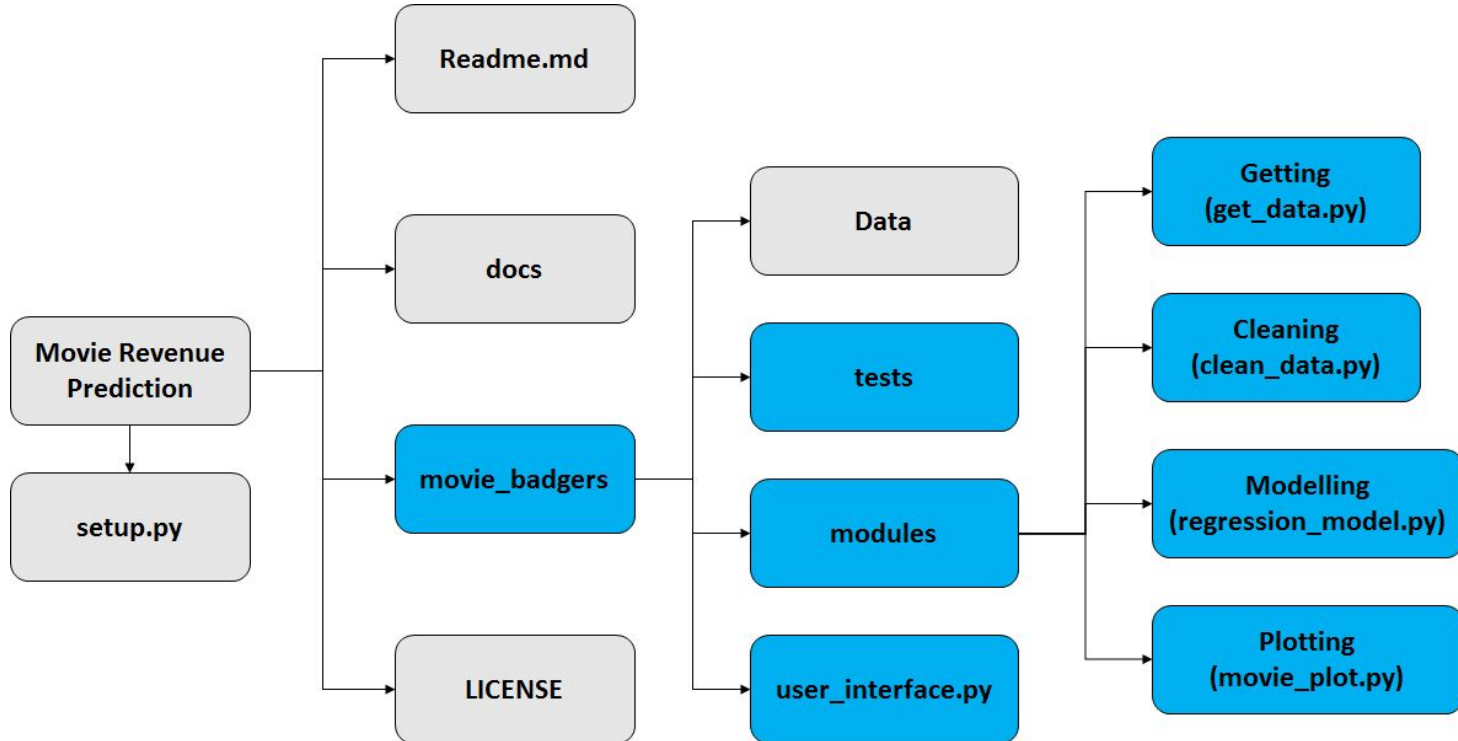 Readme.md
docs
Movie Revenue
Prediction
setup.py
movie_badgers
LICENSE
Data
tests
modules
user_interface.py
Getting
(get_data.py)
Cleaning
(clean_data.py)
Modelling
(regression_model.py)
Plotting
(movie_plot.py)